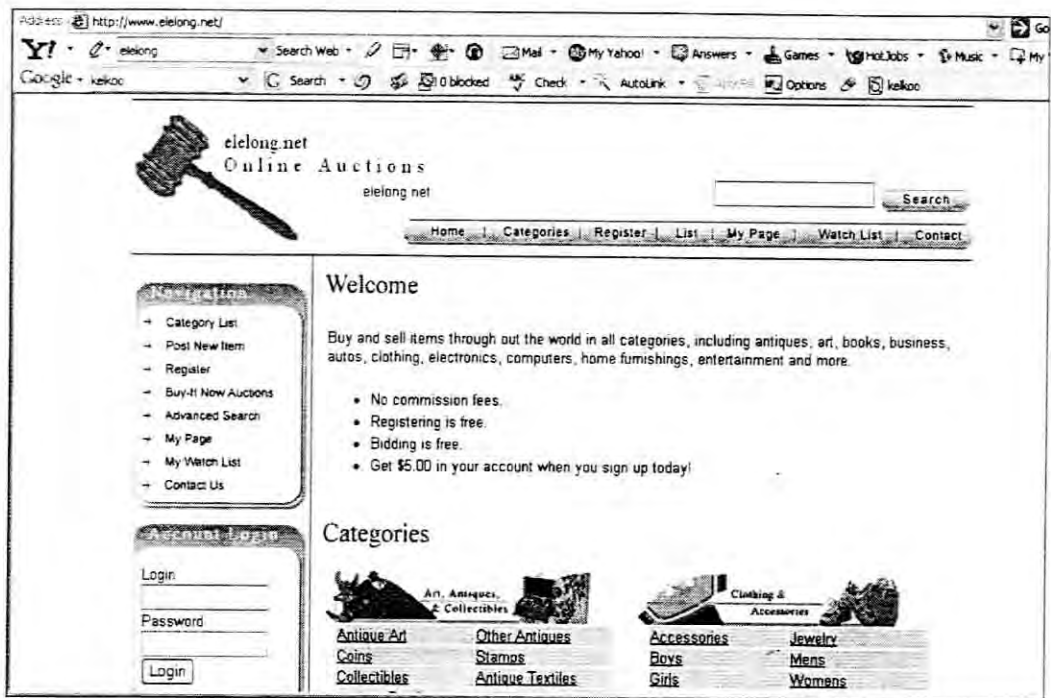 Address http://www.elelong.net/ Go
Y! elelong Search Web Mail My Yahoo! Answers Games HotJobs Music My
Google kelkoo Search 0 blocked Check AutoLink Options kelkoo
elelong.net
Online Auctions
elelong net
Search
Home | Categories | Register | List | My Page | Watch List | Contact
Navigation
→ Category List
→ Post New Item
→ Register
→ Buy-It Now Auctions
→ Advanced Search
→ My Page
→ My Watch List
→ Contact Us
Account Login
Login
Password
Login
Welcome
Buy and sell items through out the world in all categories, including antiques, art, books, business,
autos, clothing, electronics, computers, home furnishings, entertainment and more.
• No commission fees.
• Registering is free.
• Bidding is free.
• Get $5.00 in your account when you sign up today!
Categories
Art, Antiques,
& Collectibles
Antique Art Other Antiques
Coins Stamps
Collectibles Antique Textiles
Clothing &
Accessories
Accessories Jewelry
Boys Mens
Girls Womens